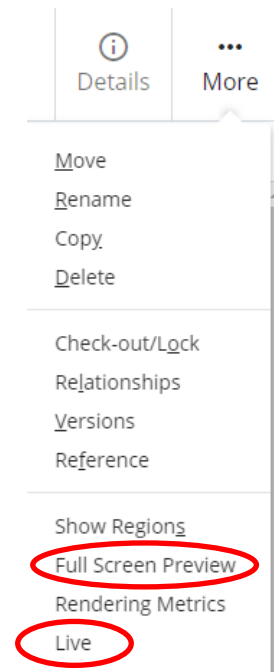 Details
More
Move
Rename
Copy
Delete
Check-out/Lock
Relationships
Versions
Reference
Show Regions
Full Screen Preview
Rendering Metrics
Live